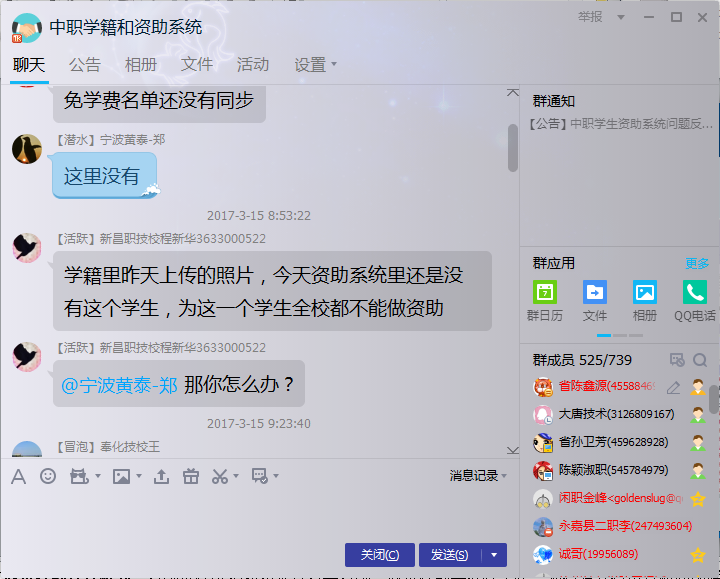 中职学籍和资助系统
举报
聊天 公告 相册 文件 活动 设置
免学费名单还没有同步
【潜水】宁波黄泰-郑
这里没有
2017-3-15 8:53:22
【活跃】新昌职技校程新华3633000522
学籍里昨天上传的照片，今天资助系统里还是没
有这个学生，为这一个学生全校都不能做资助
【活跃】新昌职技校程新华3633000522
@宁波黄泰-郑 那你怎么办？
2017-3-15 9:23:40
【冒泡】奉化技校王
消息记录
关闭(C) 发送(S)
群通知
【公告】中职学生资助系统问题反...
群应用 更多
7
群日历 文件 相册 QQ电话
群成员 525/739
省陈鑫源(4558846
大唐技术(3126809167)
省孙卫芳(459628928)
陈颖淑职(545784979)
闲职金峰<goldenslug@q
永嘉县二职李(247493604)
诚哥(19956089)